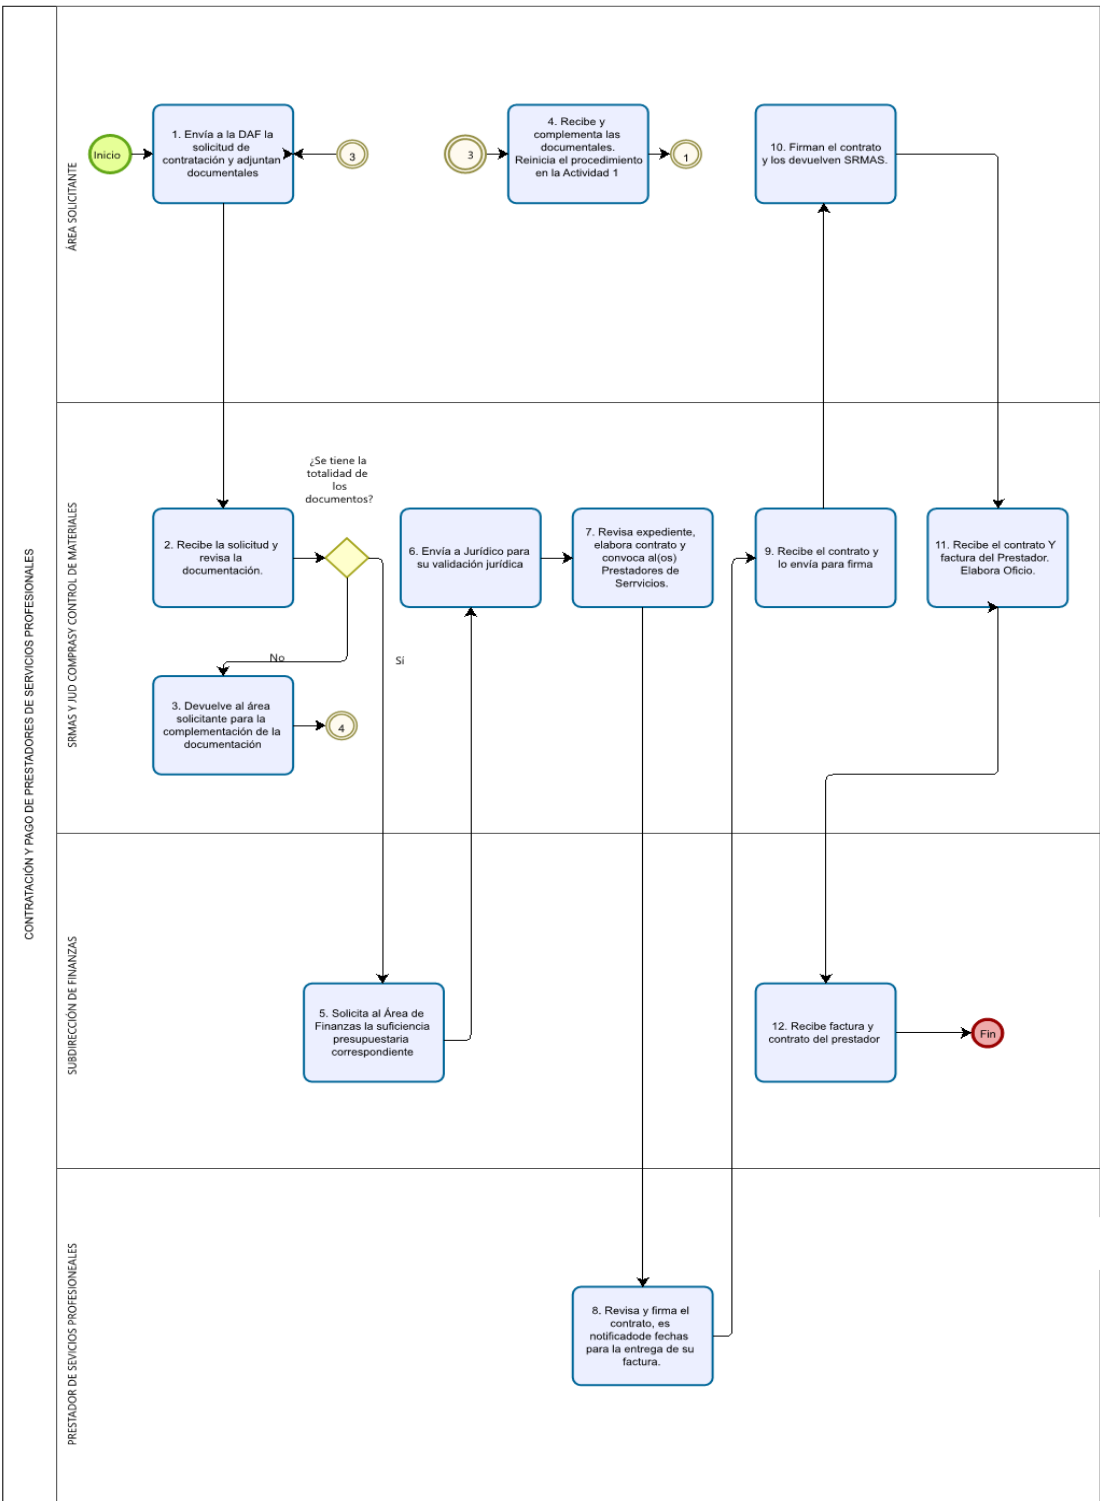 CONTRATACIÓN Y PAGO DE PRESTADORES DE SERVICIOS PROFESIONALES
ÁREA SOLICITANTE
Inicio
1. Envía a la DAF la
solicitud de
contratación y adjuntan
documentales
3
3
4. Recibe y
complementa las
documentales.
Reinicia el procedimiento
en la Actividad 1
1
10. Firman el contrato
y los devuelven SRMAS.
SRMAS Y JUD COMPRASY CONTROL DE MATERIALES
2. Recibe la solicitud y
revisa la
documentación.
¿Se tiene la
totalidad de
los
documentos?
No
Sí
3. Devuelve al área
solicitante para la
complementación de la
documentación
4
6. Envía a Jurídico para
su validación jurídica
7. Revisa expediente,
elabora contrato y
convoca al(os)
Prestadores de
Serrvicios.
9. Recibe el contrato y
lo envía para firma
11. Recibe el contrato Y
factura del Prestador.
Elabora Oficio.
SUBDIRECCIÓN DE FINANZAS
5. Solicita al Área de
Finanzas la suficiencia
presupuestaria
correspondiente
12. Recibe factura y
contrato del prestador
Fin
PRESTADOR DE SEVICIOS PROFESIONEALES
8. Revisa y firma el
contrato, es
notificadode fechas
para la entrega de su
factura.